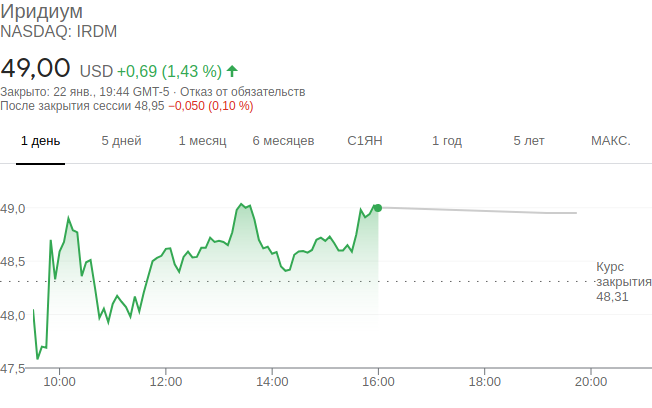 Иридиум
NASDAQ: IRDM
49,00 USD +0,69 (1,43 %)
Закрыто: 22 янв., 19:44 GMT-5 · Отказ от обязательств
После закрытия сессии 48,95 −0,050 (0,10 %)
1 день 5 дней 1 месяц 6 месяцев С1ЯН 1 год 5 лет МАКС.
49,0
48,5
Курс
закрытия
48,31
48,0
47,5
10:00 12:00 14:00 16:00 18:00 20:00